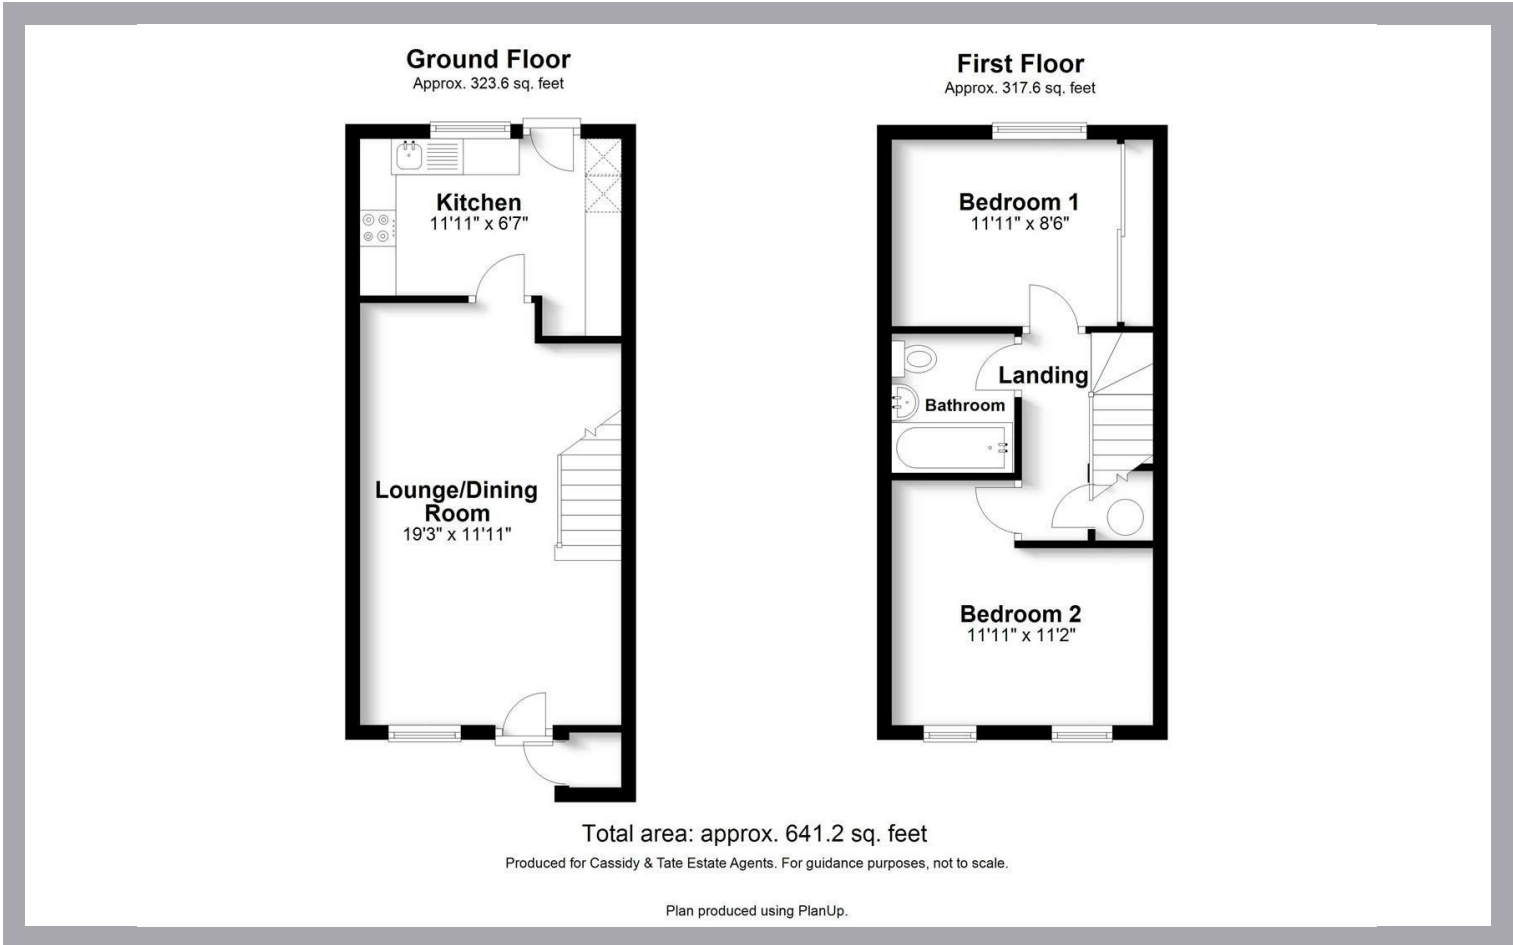 Ground Floor
Approx. 323.6 sq. feet
Kitchen
11'11" x 6'7"
Lounge/Dining
Room
19'3" x 11'11"
First Floor
Approx. 317.6 sq. feet
Bedroom 1
11'11" x 8'6"
Landing
Bathroom
Bedroom 2
11'11" x 11'2"
Total area: approx. 641.2 sq. feet
Produced for Cassidy & Tate Estate Agents. For guidance purposes, not to scale.
Plan produced using PlanUp.